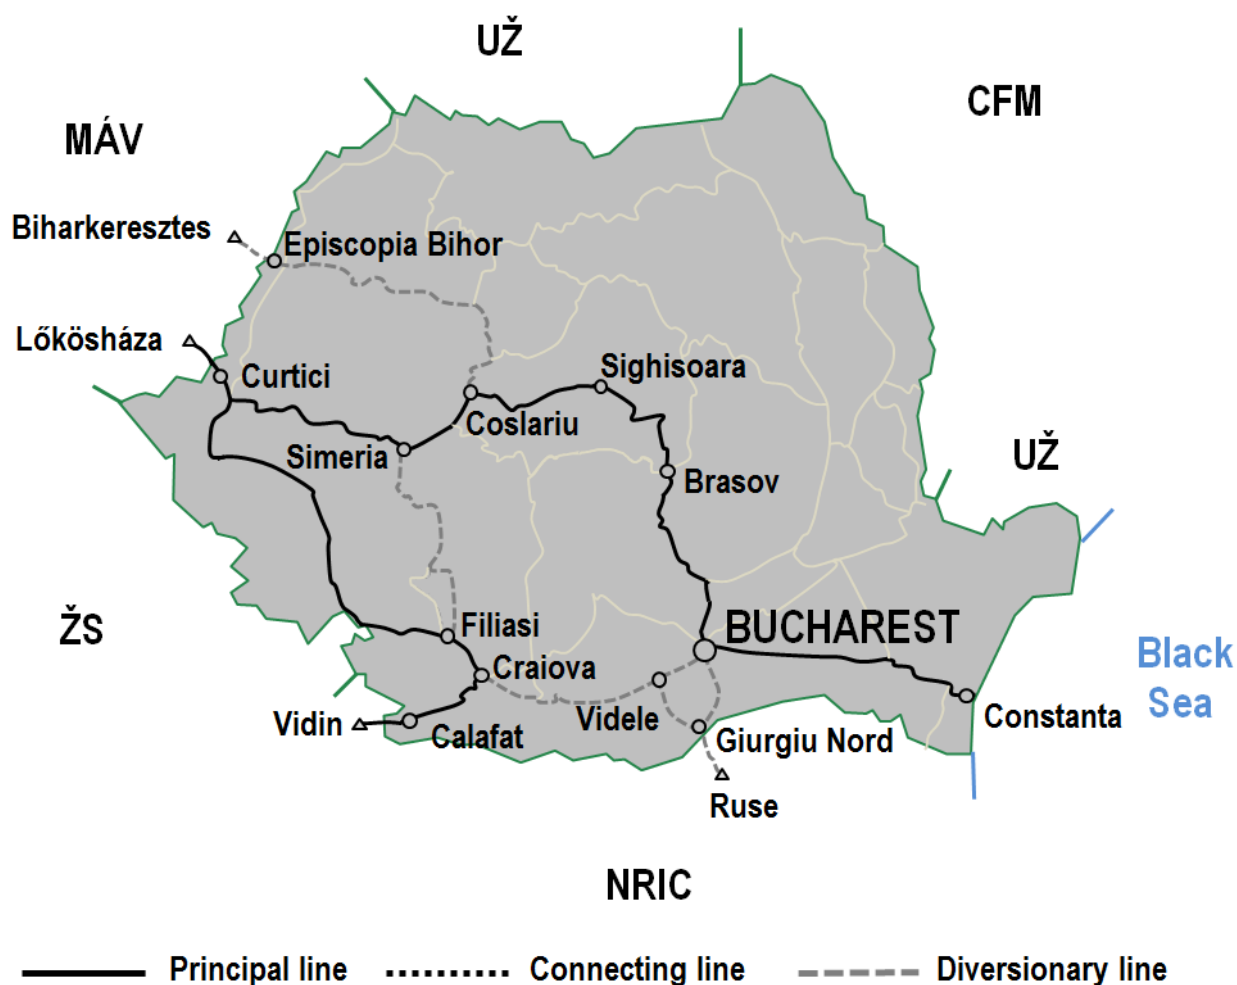 UŽ
CFM
MÁV
Biharkeresztes
Episcopia Bihor
Lőkösháza
Curtici
Sighisoara
Coslariu
Simeria
Brasov
UŽ
ŽS
Filiasi
BUCHAREST
Craiova
Black
Sea
Vidin
Calafat
Videle
Giurgiu Nord
Constanta
Ruse
NRIC
Principal line
Connecting line
Diversionary line